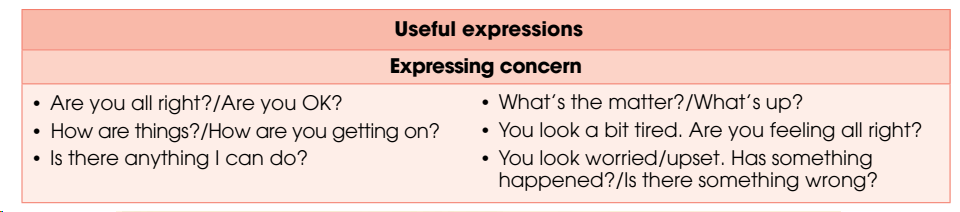 Useful expressions
Expressing concern
• Are you all right?/Are you OK?
• How are things?/How are you getting on?
• Is there anything I can do?
• What's the matter?/What's up?
• You look a bit tired. Are you feeling all right?
• You look worried/upset. Has something
happened?/Is there something wrong?